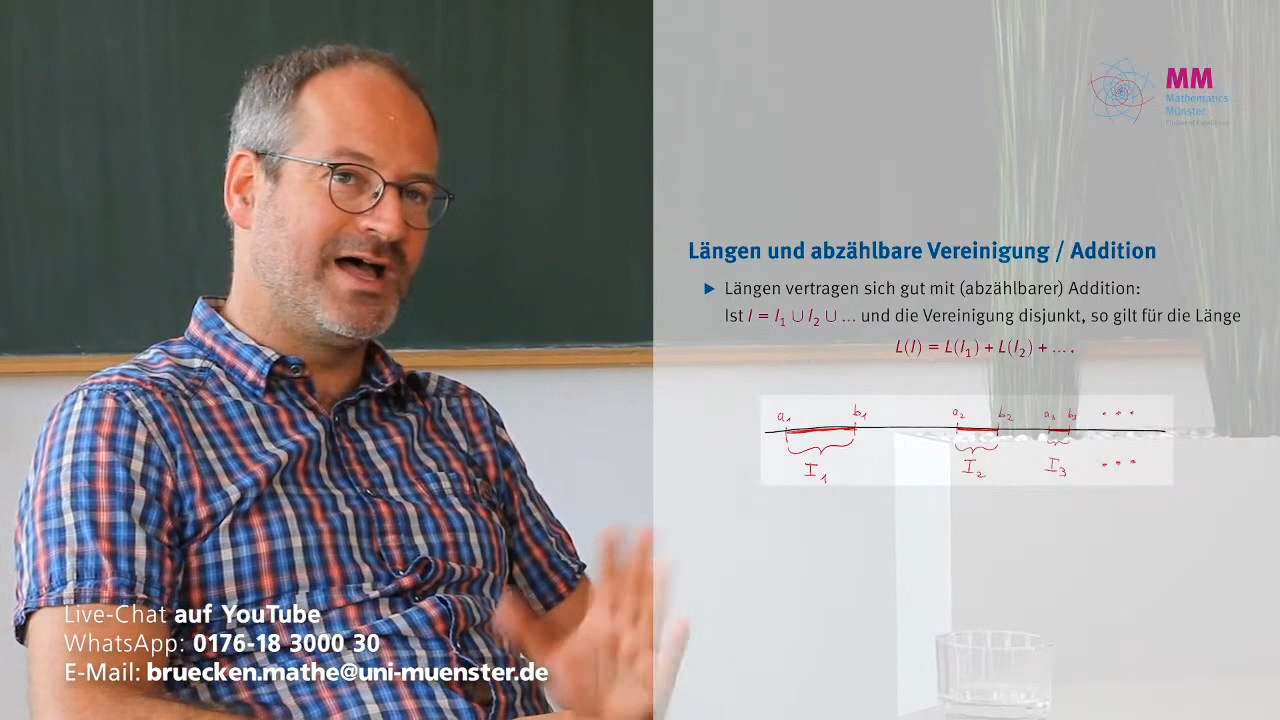 MM
Mathematics
Münster
Längen und abzählbare Vereinigung / Addition
▶ Längen vertragen sich gut mit (abzählbarer) Addition:
Ist I = I₁ ∪ I₂ ∪ ... und die Vereinigung disjunkt, so gilt für die Länge
L(I) = L(I₁) + L(I₂) + ... .
a₁ b₁ a₂ b₂ a₃ b₃ ...
I₁ I₂ I₃ ...
Live-Chat auf YouTube
WhatsApp: 0176-18 3000 30
E-Mail: bruecken.mathe@uni-muenster.de